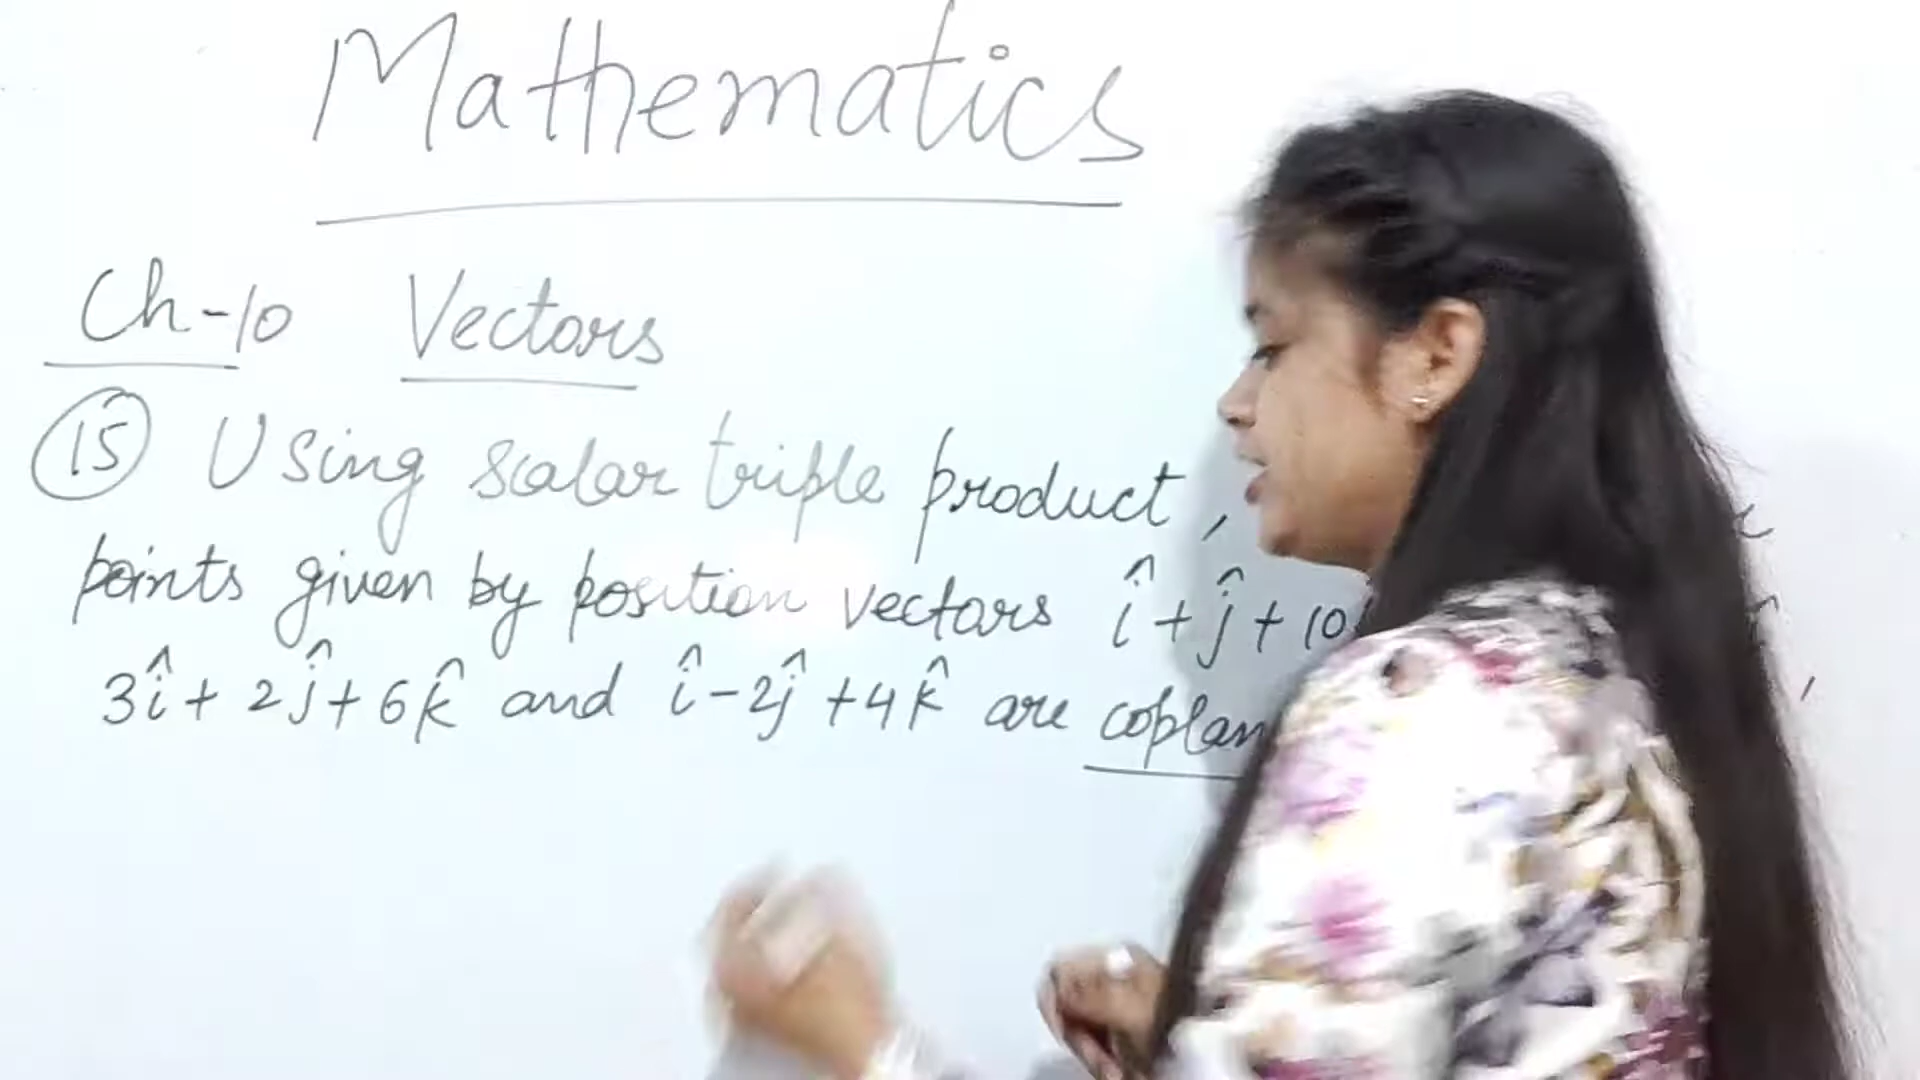 Mathematics
Ch-10 Vectors
15 Using scalar triple product,
points given by position vectors î + ĵ + 10
3î + 2ĵ + 6k̂ and î - 2ĵ + 4k̂ are